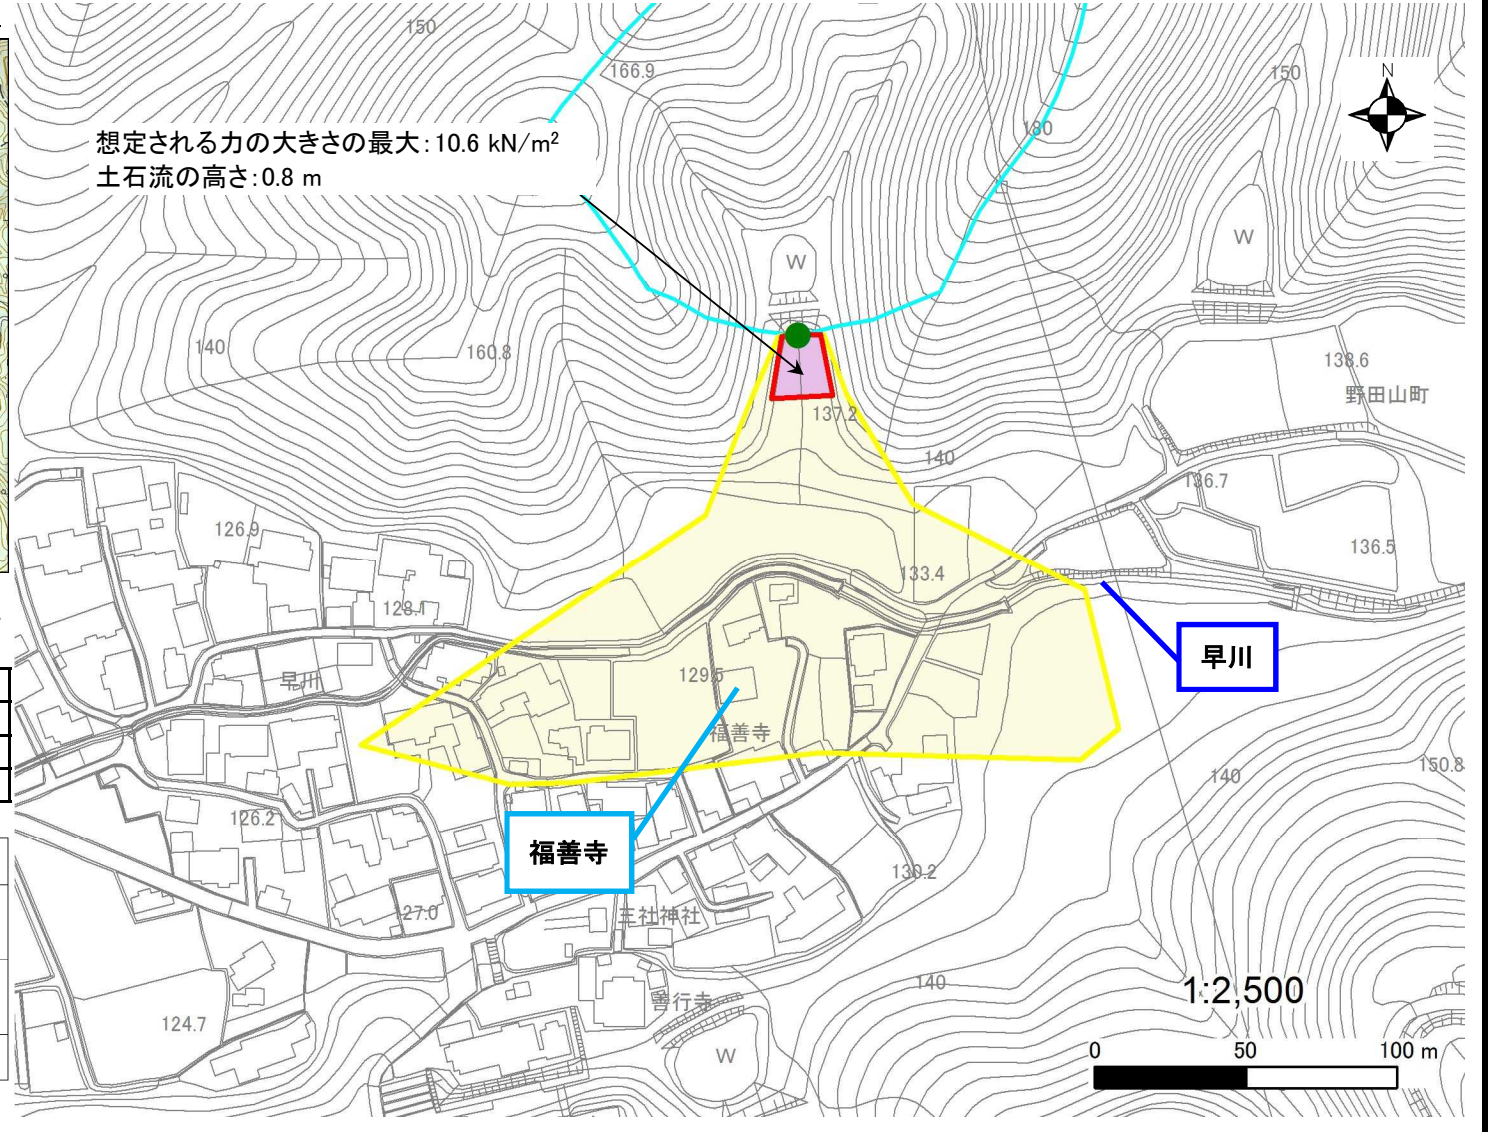 150
166.9
150
N
想定される力の大きさの最大：10.6 kN/m²
土石流の高さ：0.8 m
180
W
W
140
160.8
138.6
野田山町
137.2
140
136.7
126.9
136.5
133.4
128.1
早川
早川
129.5
福善寺
140
150.8
126.2
福善寺
130.2
127.0
三社神社
140
善行寺
1:2,500
124.7
W
0 50 100 m